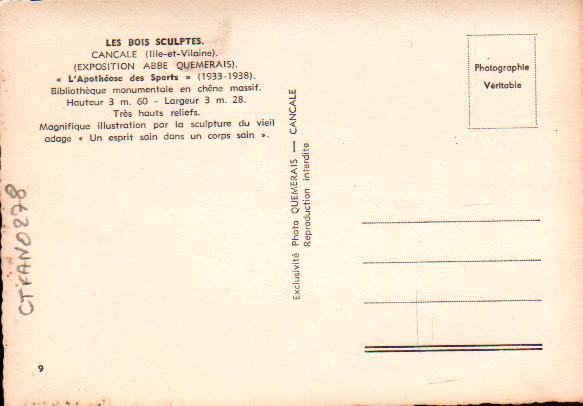 LES BOIS SCULPTES.
CANCALE (Ille-et-Vilaine).
(EXPOSITION ABBE QUEMERAIS).
« L'Apothéose des Sports » (1933-1938).
Bibliothèque monumentale en chêne massif.
Hauteur 3 m. 60 - Largeur 3 m. 28.
Très hauts reliefs.
Magnifique illustration par la sculpture du vieil
adage « Un esprit sain dans un corps sain ».
CTKANO278
9
Exclusivité Photo QUEMERAIS — CANCALE
Reproduction interdite
Photographie
Véritable